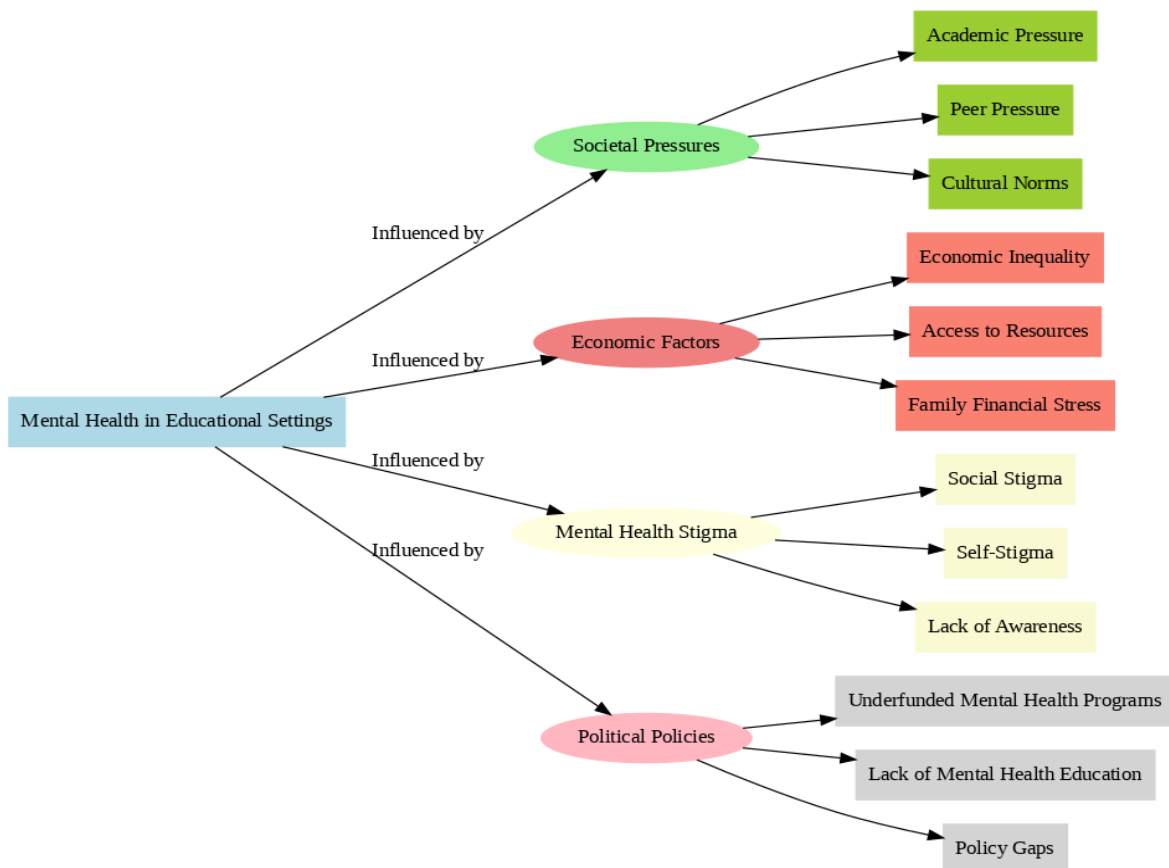 Academic Pressure
Peer Pressure
Societal Pressures
Cultural Norms
Influenced by
Economic Inequality
Access to Resources
Economic Factors
Influenced by
Family Financial Stress
Mental Health in Educational Settings
Influenced by
Social Stigma
Mental Health Stigma
Self-Stigma
Influenced by
Lack of Awareness
Underfunded Mental Health Programs
Political Policies
Lack of Mental Health Education
Policy Gaps